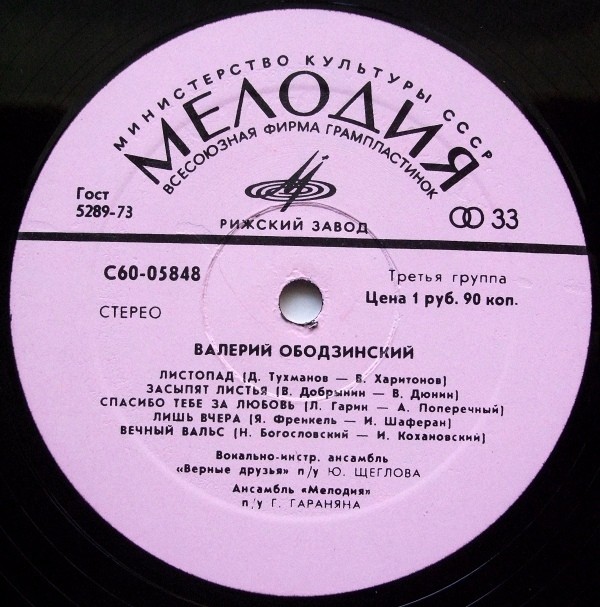 МИНИСТЕРСТВО КУЛЬТУРЫ СССР
МЕЛОДИЯ
ВСЕСОЮЗНАЯ ФИРМА ГРАМПЛАСТИНОК
Гост
5289-73
33
РИЖСКИЙ ЗАВОД
С60-05848
Третья группа
Цена 1 руб. 90 коп.
СТЕРЕО
ВАЛЕРИЙ ОБОДЗИНСКИЙ
ЛИСТОПАД (Д. Тухманов — В. Харитонов)
ЗАСЫПЯТ ЛИСТЬЯ (В. Добрынин — В. Дюнин)
СПАСИБО ТЕБЕ ЗА ЛЮБОВЬ (Л. Гарин — А. Поперечный)
ЛИШЬ ВЧЕРА (Я. Френкель — И. Шаферан)
ВЕЧНЫЙ ВАЛЬС (Н. Богословский — И. Кохановский)
Вокально-инстр. ансамбль
«Верные друзья» п/у Ю. ЩЕГЛОВА
Ансамбль «Мелодия»
п/у Г. ГАРАНЯНА